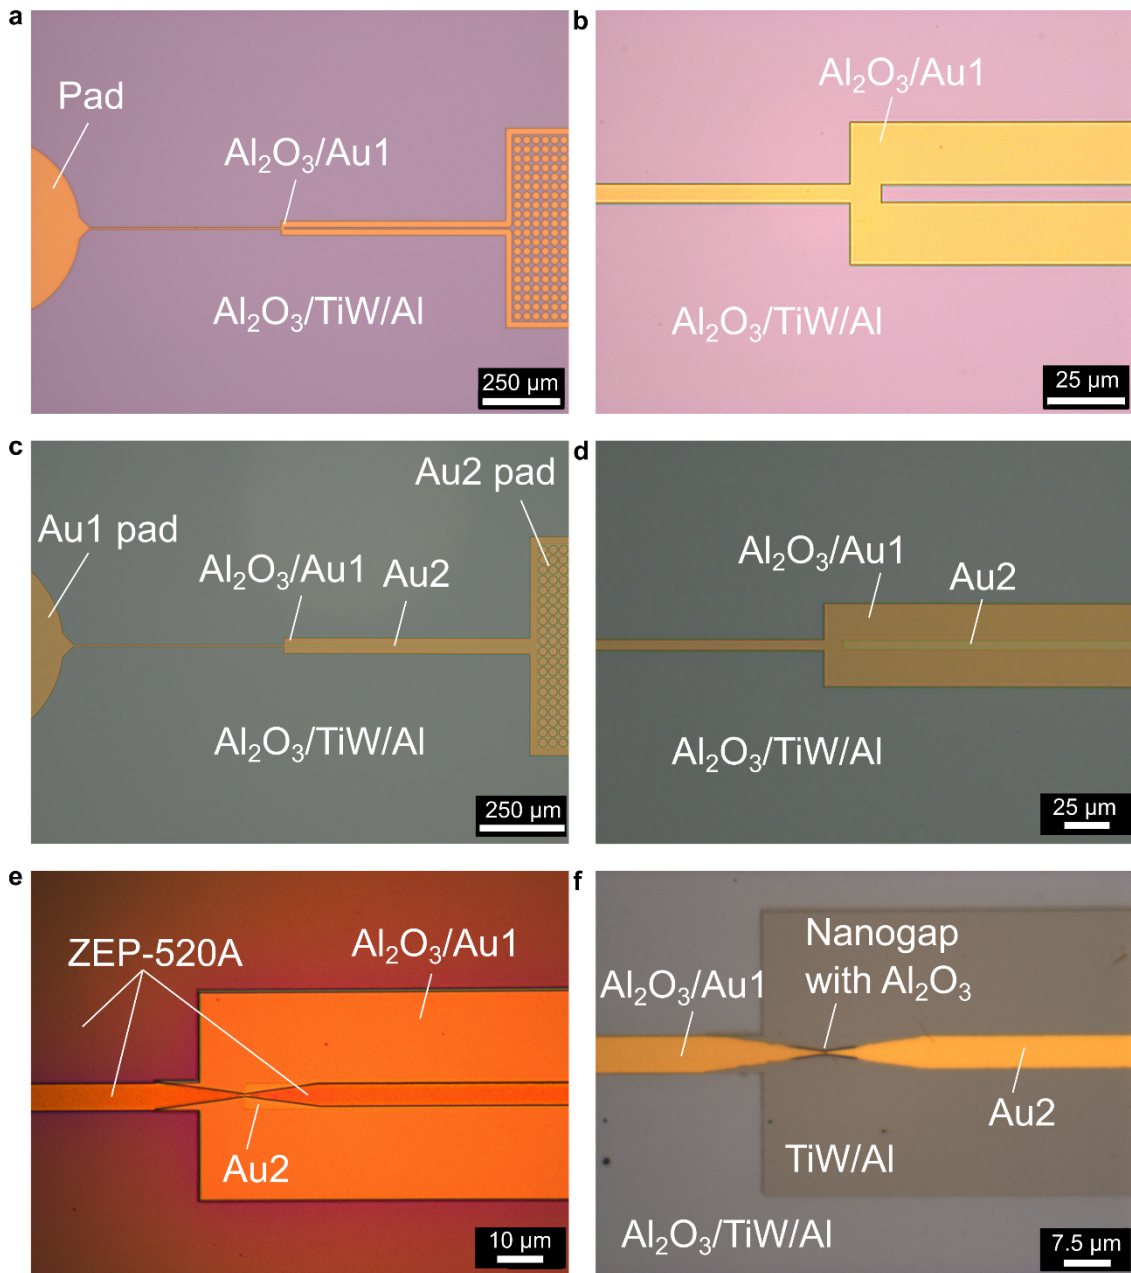 a
Pad
Al₂O₃/Au1
Al₂O₃/TiW/Al
250 µm
b
Al₂O₃/Au1
Al₂O₃/TiW/Al
25 µm
c
Au2 pad
Au1 pad
Al₂O₃/Au1
Au2
Al₂O₃/TiW/Al
250 µm
d
Al₂O₃/Au1
Au2
Al₂O₃/TiW/Al
25 µm
e
Al₂O₃/Au1
ZEP-520A
Au2
10 µm
f
Nanogap
with Al₂O₃
Al₂O₃/Au1
Au2
TiW/Al
Al₂O₃/TiW/Al
7.5 µm